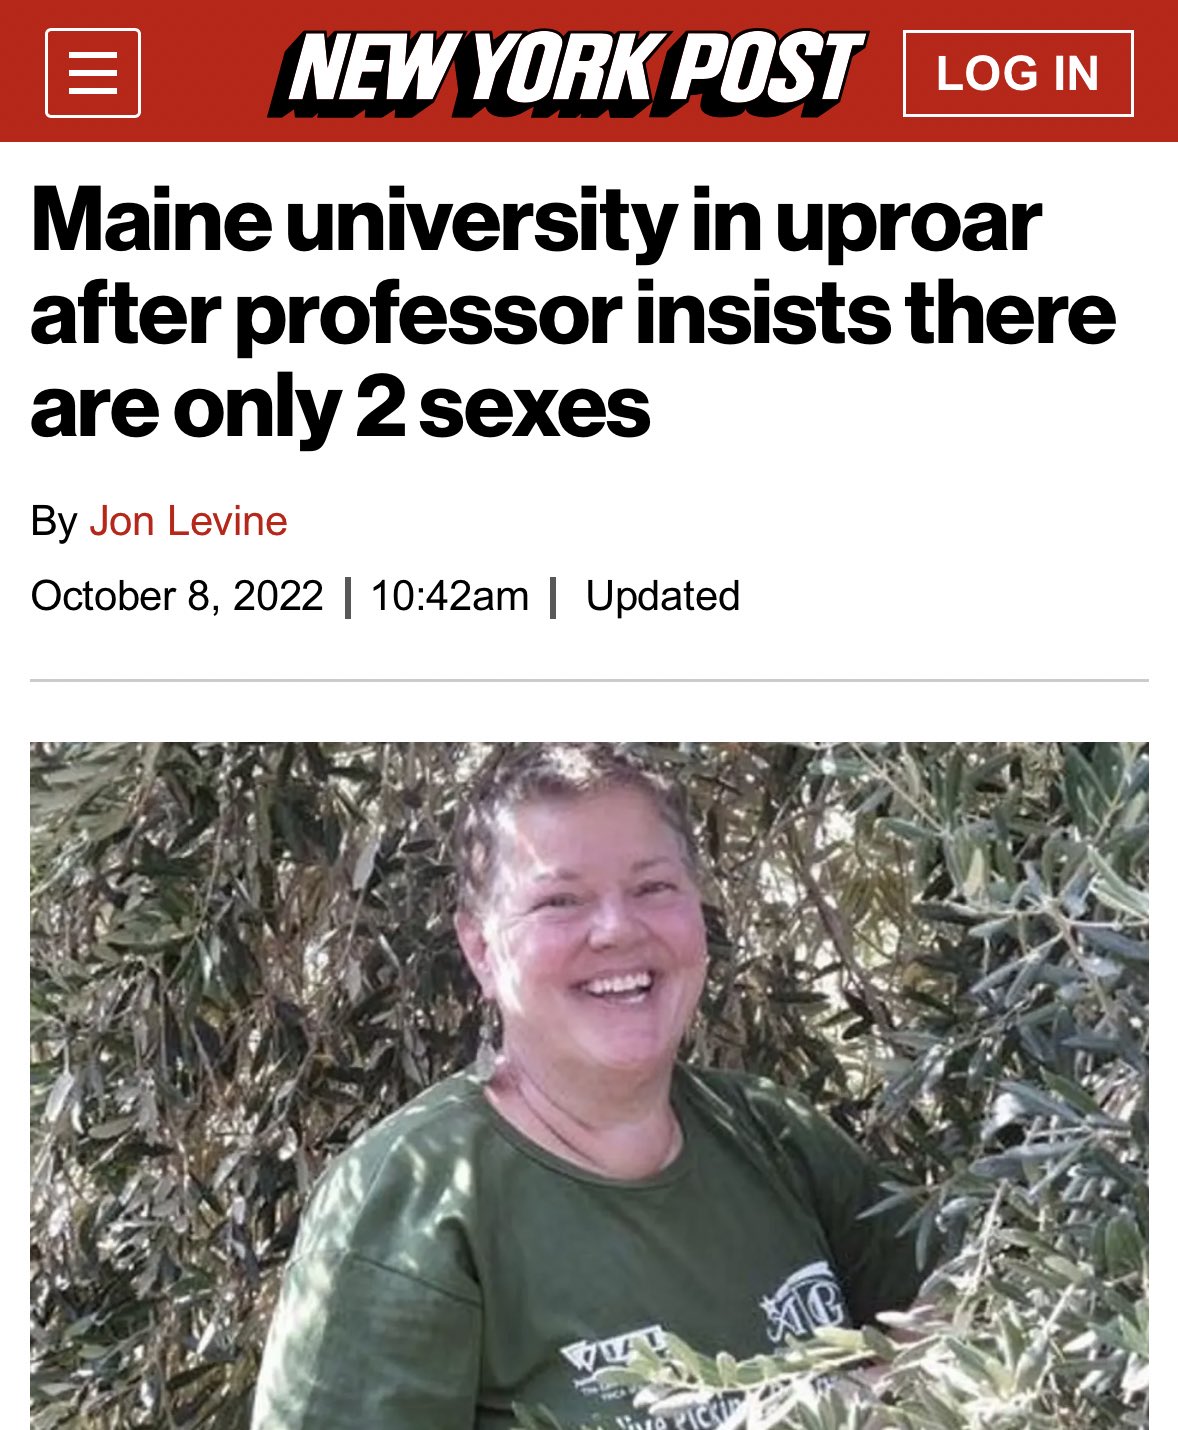 NEW YORK POST
LOG IN
Maine university in uproar
after professor insists there
are only 2 sexes
By Jon Levine
October 8, 2022 | 10:42am | Updated
ATG